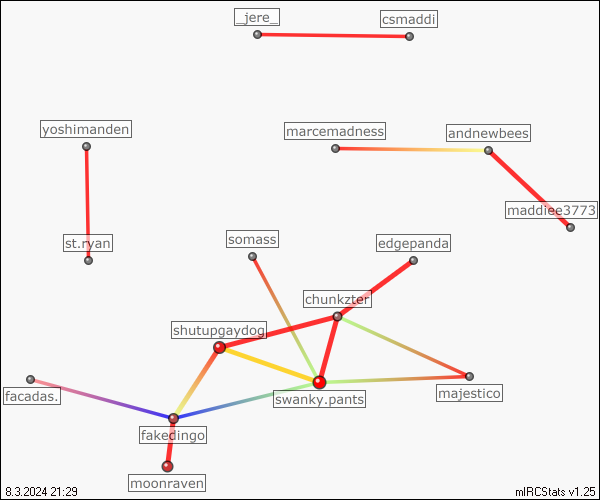 _jere_
csmaddi
yoshimanden
marcemadness
andnewbees
maddiee3773
st.ryan
somass
edgepanda
chunkzter
shutupgaydog
facadas.
swanky.pants
majestico
fakedingo
moonraven
8.3.2024 21:29
mIRCStats v1.25